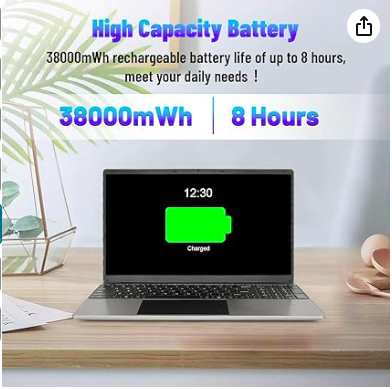 High Capacity Battery
38000mWh rechargeable battery life of up to 8 hours,
meet your daily needs！
38000mWh 8 Hours
12:30
Charged